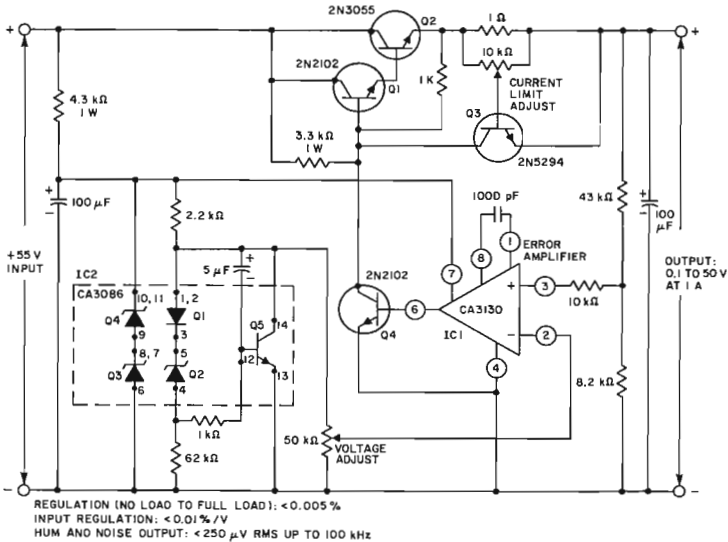 2N3055
Q2
1Ω
+
+
10 kΩ
2N2102
Q1
1 K
CURRENT
LIMIT
ADJUST
4.3 kΩ
1 W
Q3
3.3 kΩ
1 W
2N5294
+
-
100 μF
43 kΩ
+
-
100
μF
2.2 kΩ
1000 pF
+
-
5 μF
8
1
ERROR
AMPLIFIER
+55 V
INPUT
OUTPUT:
0.1 TO 50 V
AT 1 A
IC2
CA3086
2N2102
7
10, 11
1, 2
Q4
Q1
Q5
14
6
+
3
CA3130
IC1
-
2
10 kΩ
9
3
Q4
8, 7
5
12
4
Q3
Q2
13
6
4
8.2 kΩ
1 kΩ
50 kΩ
VOLTAGE
ADJUST
62 kΩ
-
-
REGULATION (NO LOAD TO FULL LOAD): <0.005 %
INPUT REGULATION: <0.01 %/V
HUM AND NOISE OUTPUT: <250 μV RMS UP TO 100 kHz